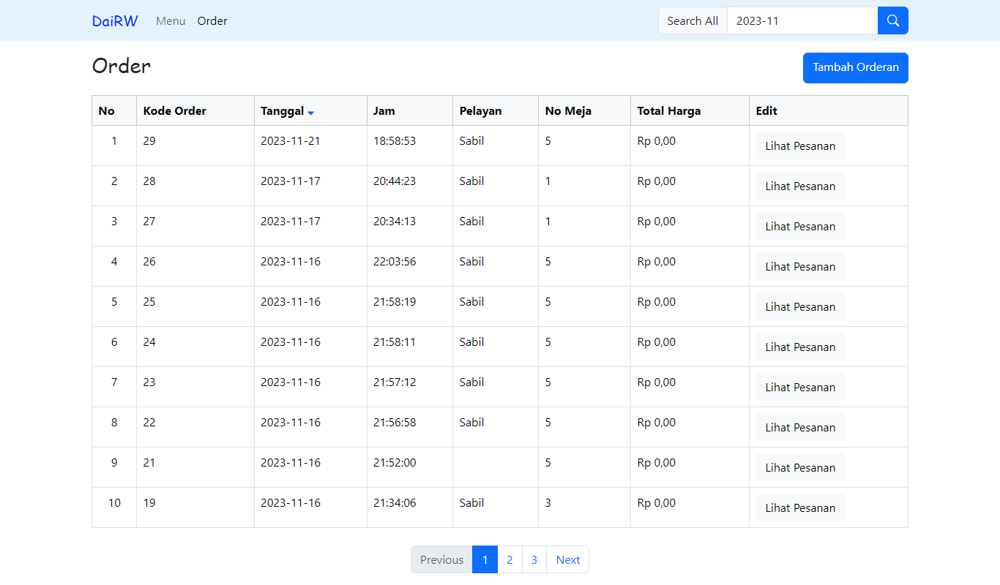 DaiRW Menu Order Search All 2023-11
Order Tambah Orderan
No Kode Order Tanggal Jam Pelayan No Meja Total Harga Edit
1 29 2023-11-21 18:58:53 Sabil 5 Rp 0,00 Lihat Pesanan
2 28 2023-11-17 20:44:23 Sabil 1 Rp 0,00 Lihat Pesanan
3 27 2023-11-17 20:34:13 Sabil 1 Rp 0,00 Lihat Pesanan
4 26 2023-11-16 22:03:56 Sabil 5 Rp 0,00 Lihat Pesanan
5 25 2023-11-16 21:58:19 Sabil 5 Rp 0,00 Lihat Pesanan
6 24 2023-11-16 21:58:11 Sabil 5 Rp 0,00 Lihat Pesanan
7 23 2023-11-16 21:57:12 Sabil 5 Rp 0,00 Lihat Pesanan
8 22 2023-11-16 21:56:58 Sabil 5 Rp 0,00 Lihat Pesanan
9 21 2023-11-16 21:52:00 5 Rp 0,00 Lihat Pesanan
10 19 2023-11-16 21:34:06 Sabil 3 Rp 0,00 Lihat Pesanan
Previous 1 2 3 Next